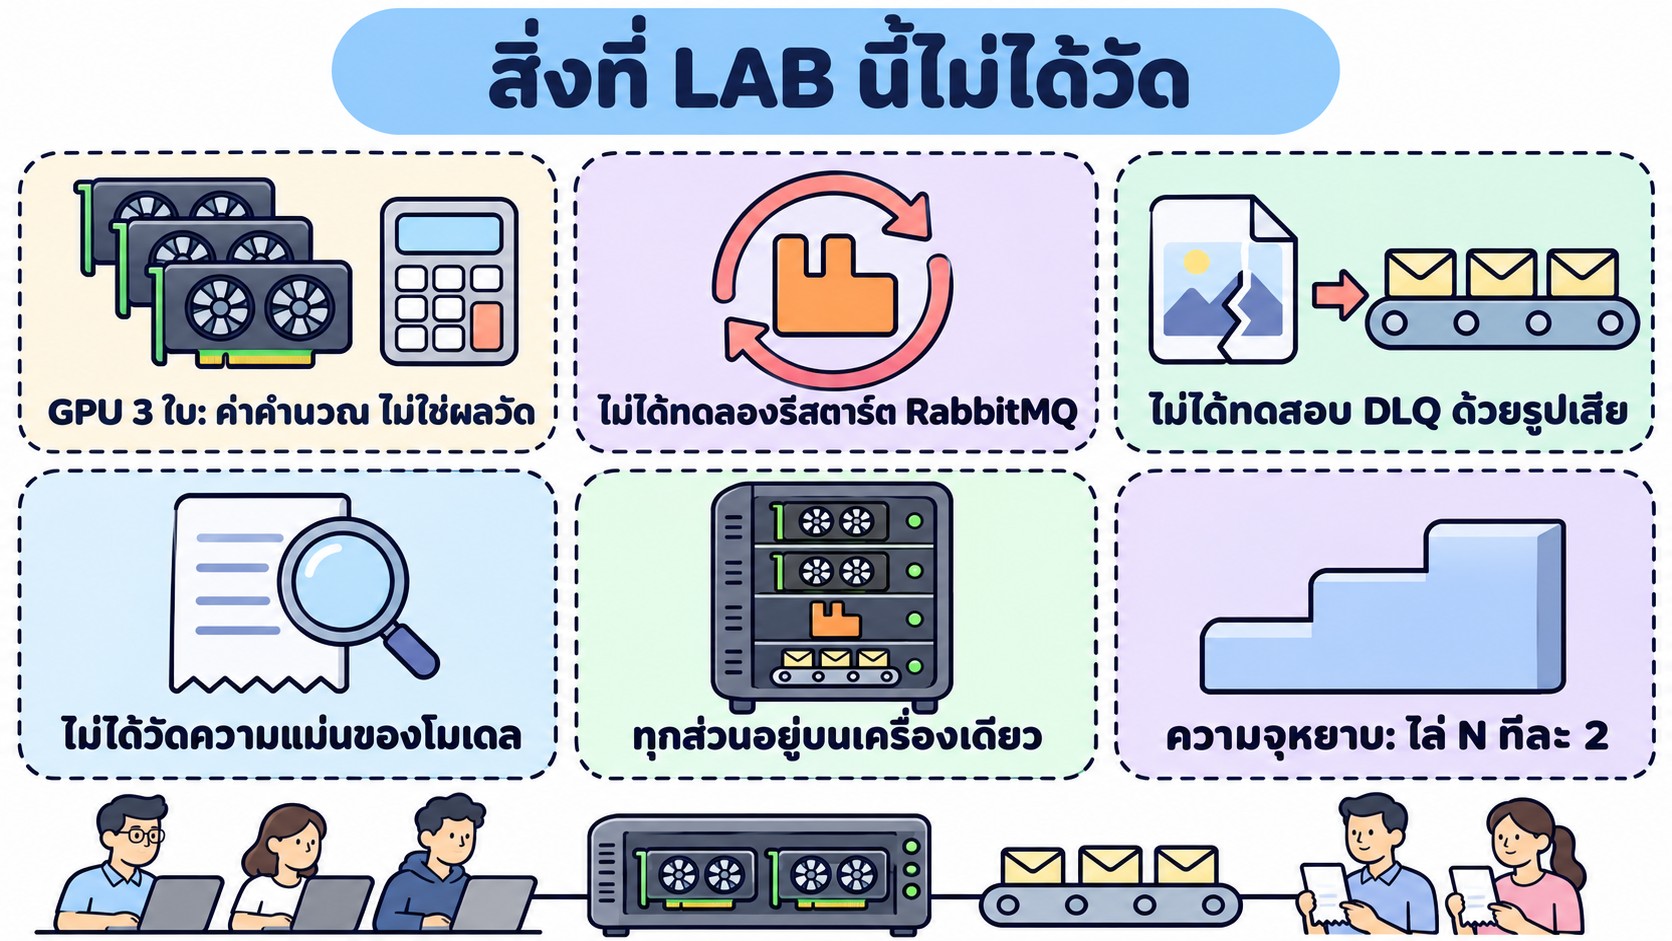 สิ่งที่ LAB นี้ไม่ได้วัด
GPU 3 ใบ: ค่าคำนวณ ไม่ใช่ผลวัด
ไม่ได้ทดลองรีสตาร์ต RabbitMQ
ไม่ได้ทดสอบ DLQ ด้วยรูปเสีย
ไม่ได้วัดความแม่นของโมเดล
ทุกส่วนอยู่บนเครื่องเดียว
ความจุหยาบ: ไล่ N ทีละ 2